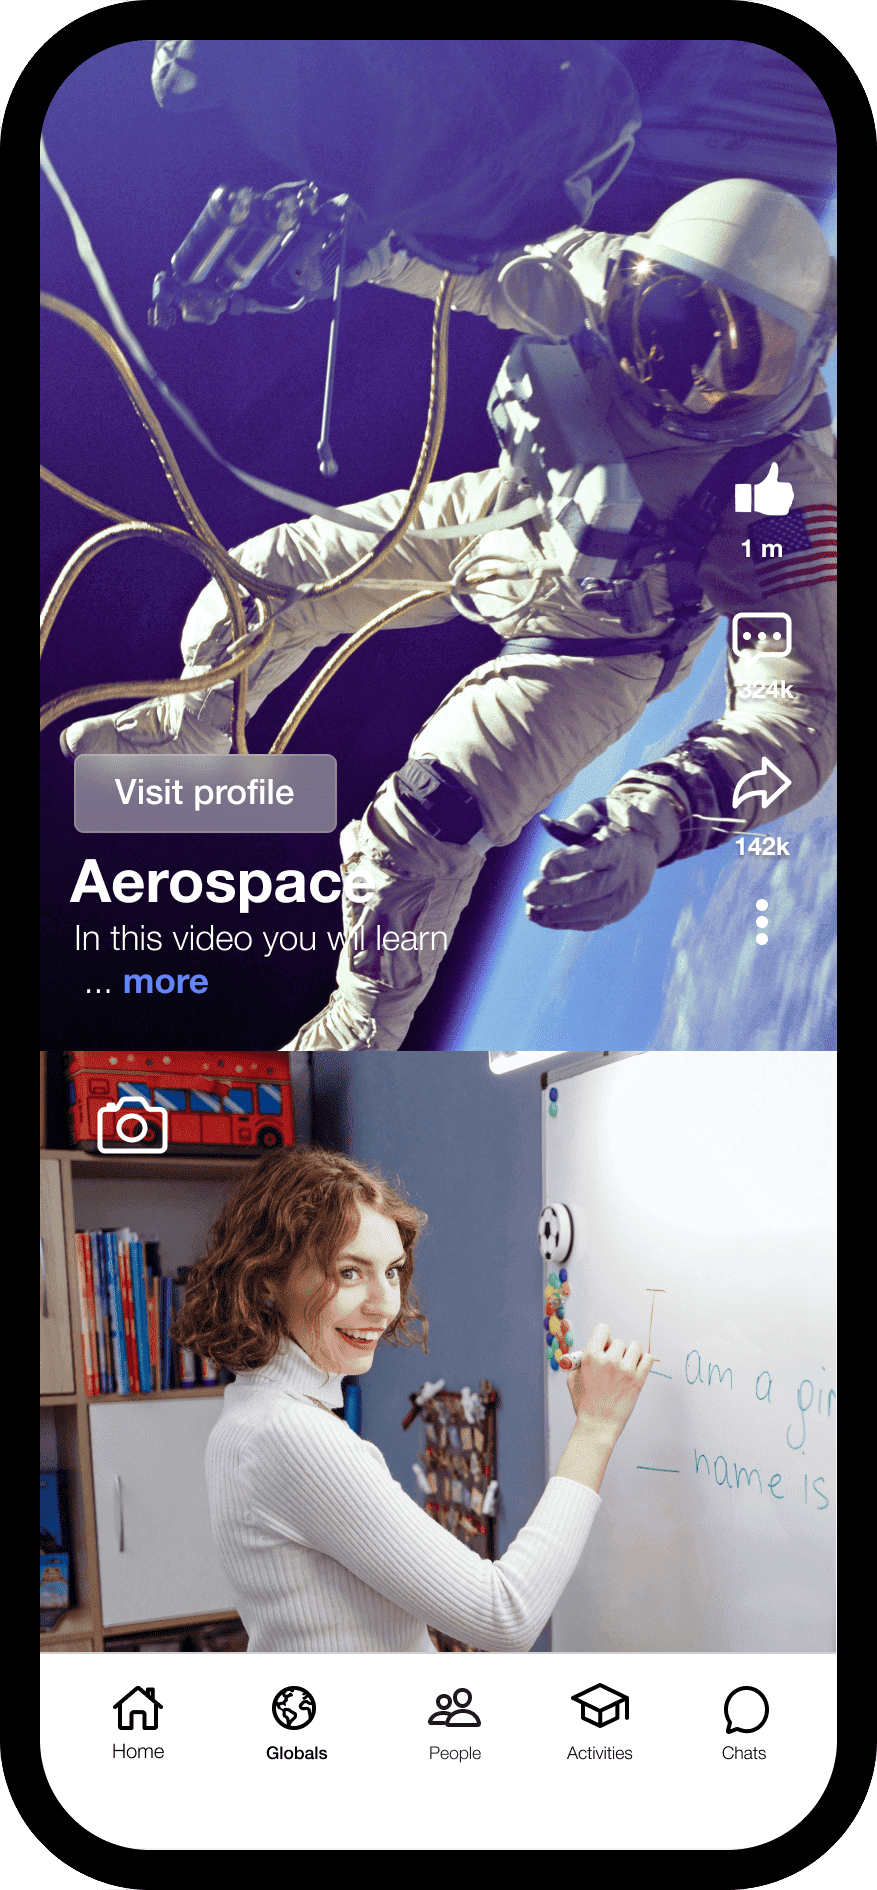 1 m
324k
Visit profile
142k
Aerospace
In this video you wil learn
... more
I am a gir
name is
Home
Globals
People
Activities
Chats